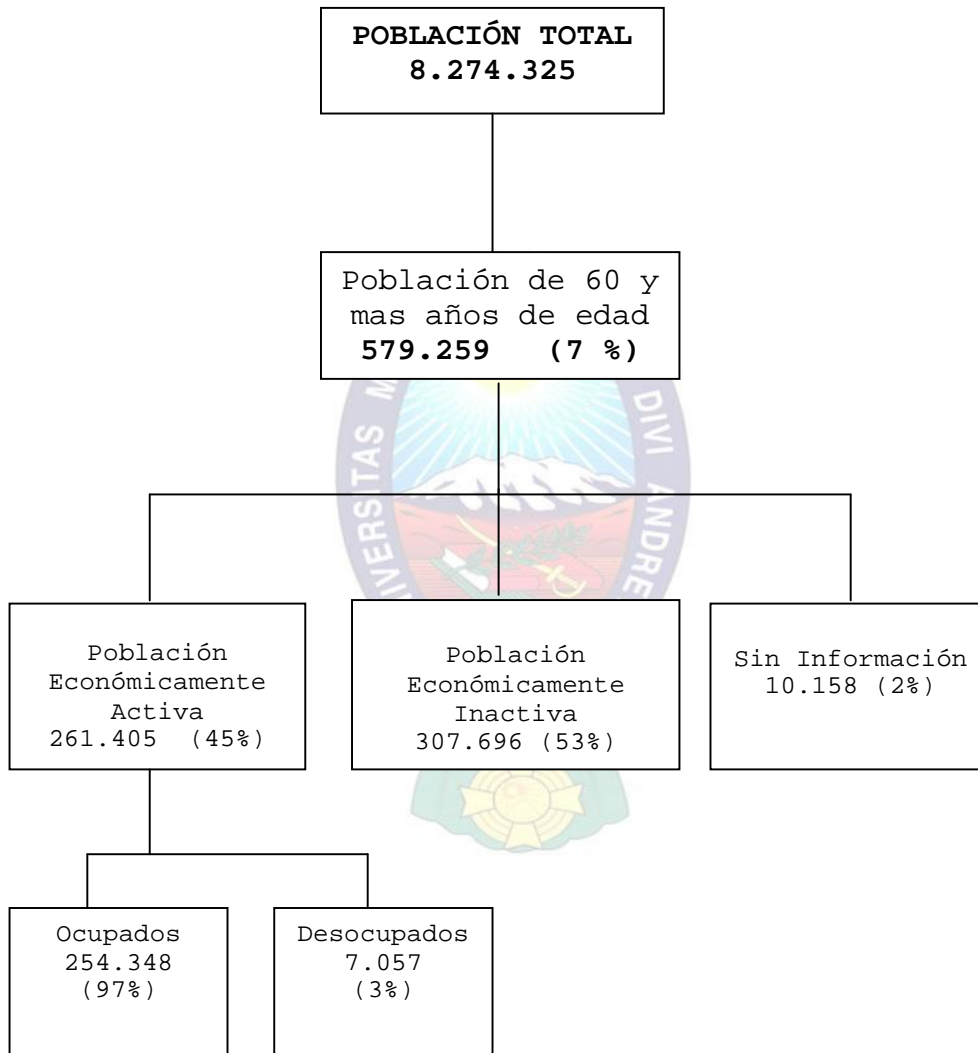 POBLACIÓN TOTAL
8.274.325
Población de 60 y
mas años de edad
579.259 (7 %)
Población
Económicamente
Activa
261.405 (45%)
Población
Económicamente
Inactiva
307.696 (53%)
Sin Información
10.158 (2%)
Ocupados
254.348
(97%)
Desocupados
7.057
(3%)